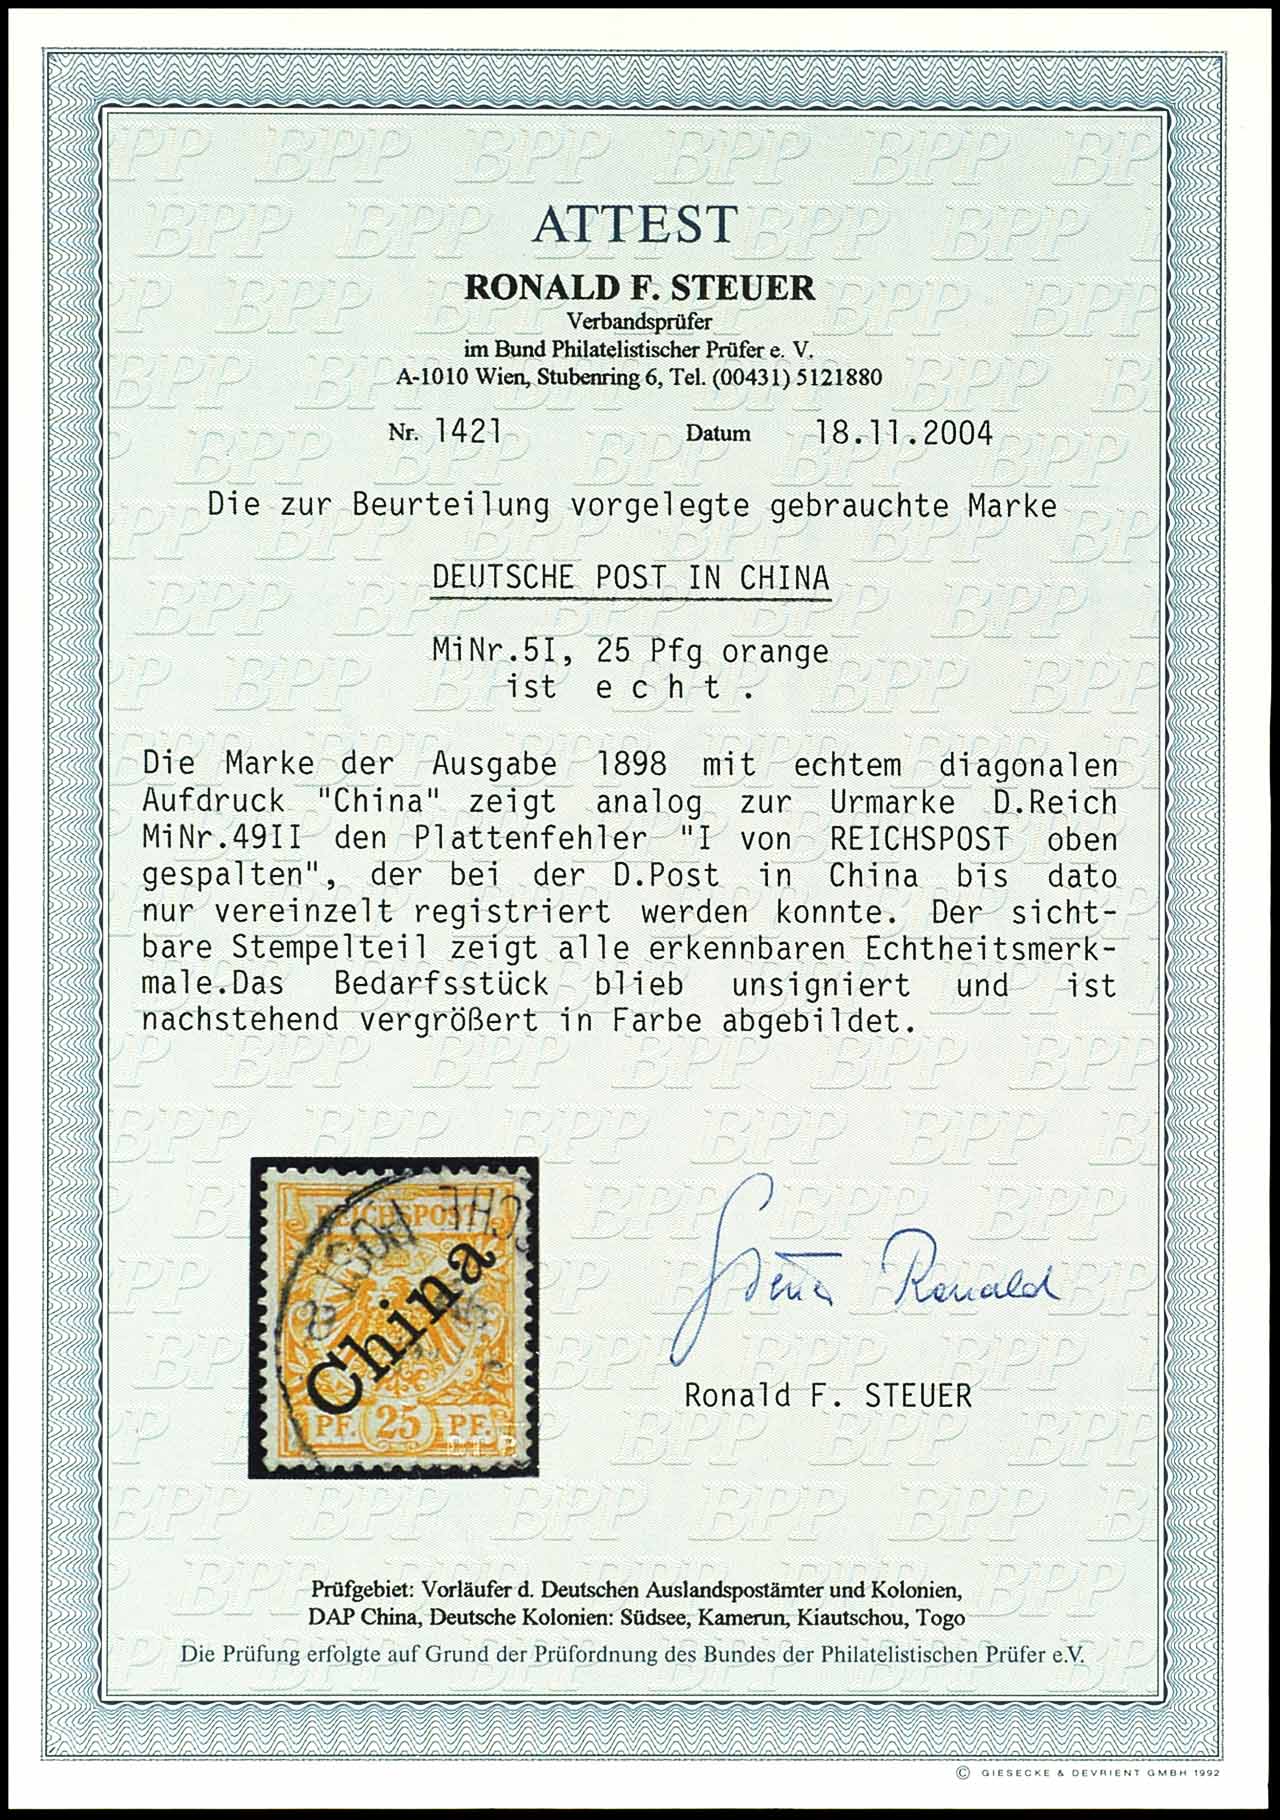 ATTEST
RONALD F. STEUER
Verbandsprüfer
im Bund Philatelistischer Prüfer e. V.
A-1010 Wien, Stubenring 6, Tel. (00431) 5121880
Nr. 1421 Datum 18.11.2004
Die zur Beurteilung vorgelegte gebrauchte Marke
DEUTSCHE POST IN CHINA
MiNr.5I, 25 Pfg orange
ist e c h t .
Die Marke der Ausgabe 1898 mit echtem diagonalen
Aufdruck "China" zeigt analog zur Urmarke D.Reich
MiNr.49II den Plattenfehler "I von REICHSPOST oben
gespalten", der bei der D.Post in China bis dato
nur vereinzelt registriert werden konnte. Der sicht-
bare Stempelteil zeigt alle erkennbaren Echtheitsmerk-
male.Das Bedarfsstück blieb unsigniert und ist
nachstehend vergrößert in Farbe abgebildet.
REICHSPOST
China
PF. 25 PF.
Steuer Ronald
Ronald F. STEUER
Prüfgebiet: Vorläufer d. Deutschen Auslandspostämter und Kolonien,
DAP China, Deutsche Kolonien: Südsee, Kamerun, Kiautschou, Togo
Die Prüfung erfolgte auf Grund der Prüfordnung des Bundes der Philatelistischen Prüfer e.V.
© GIESECKE & DEVRIENT GMBH 1992